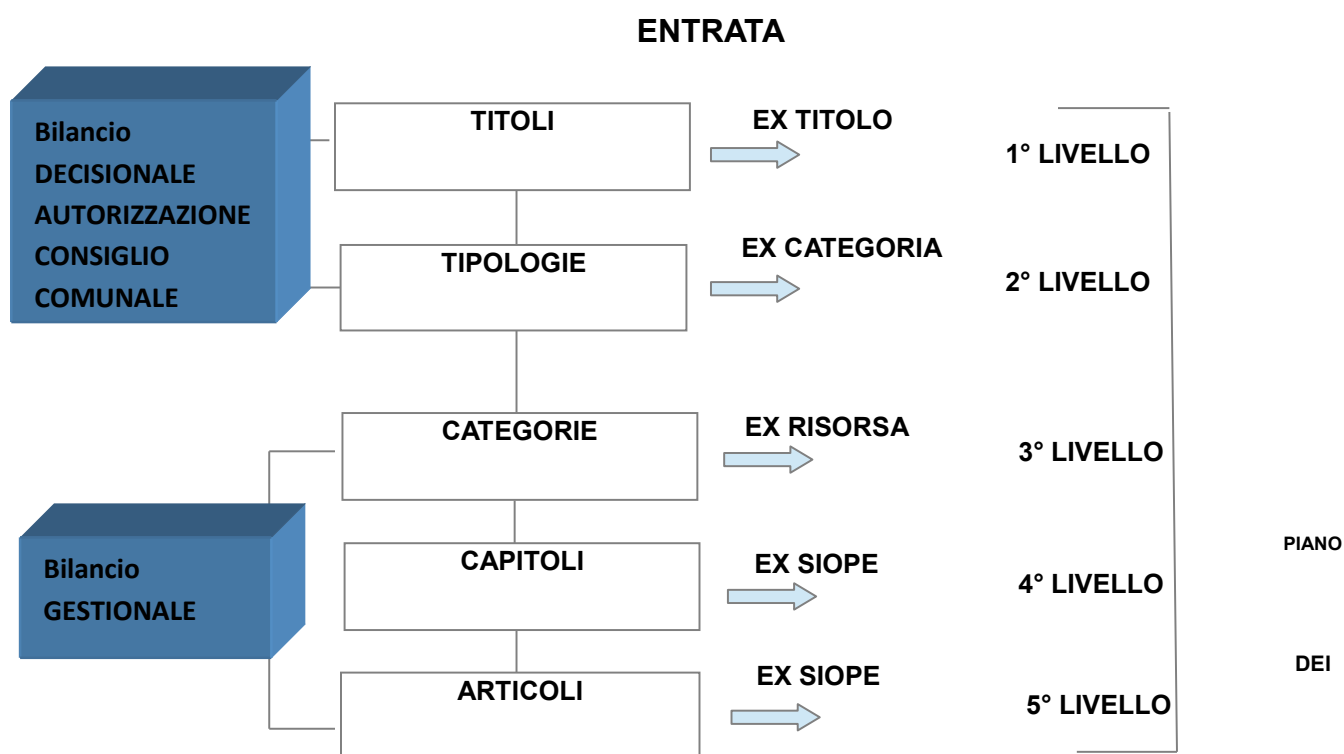 ENTRATA
Bilancio
DECISIONALE
AUTORIZZAZIONE
CONSIGLIO
COMUNALE
TITOLI
EX TITOLO
1° LIVELLO
TIPOLOGIE
EX CATEGORIA
2° LIVELLO
CATEGORIE
EX RISORSA
3° LIVELLO
Bilancio
GESTIONALE
CAPITOLI
EX SIOPE
4° LIVELLO
ARTICOLI
EX SIOPE
5° LIVELLO
PIANO
DEI